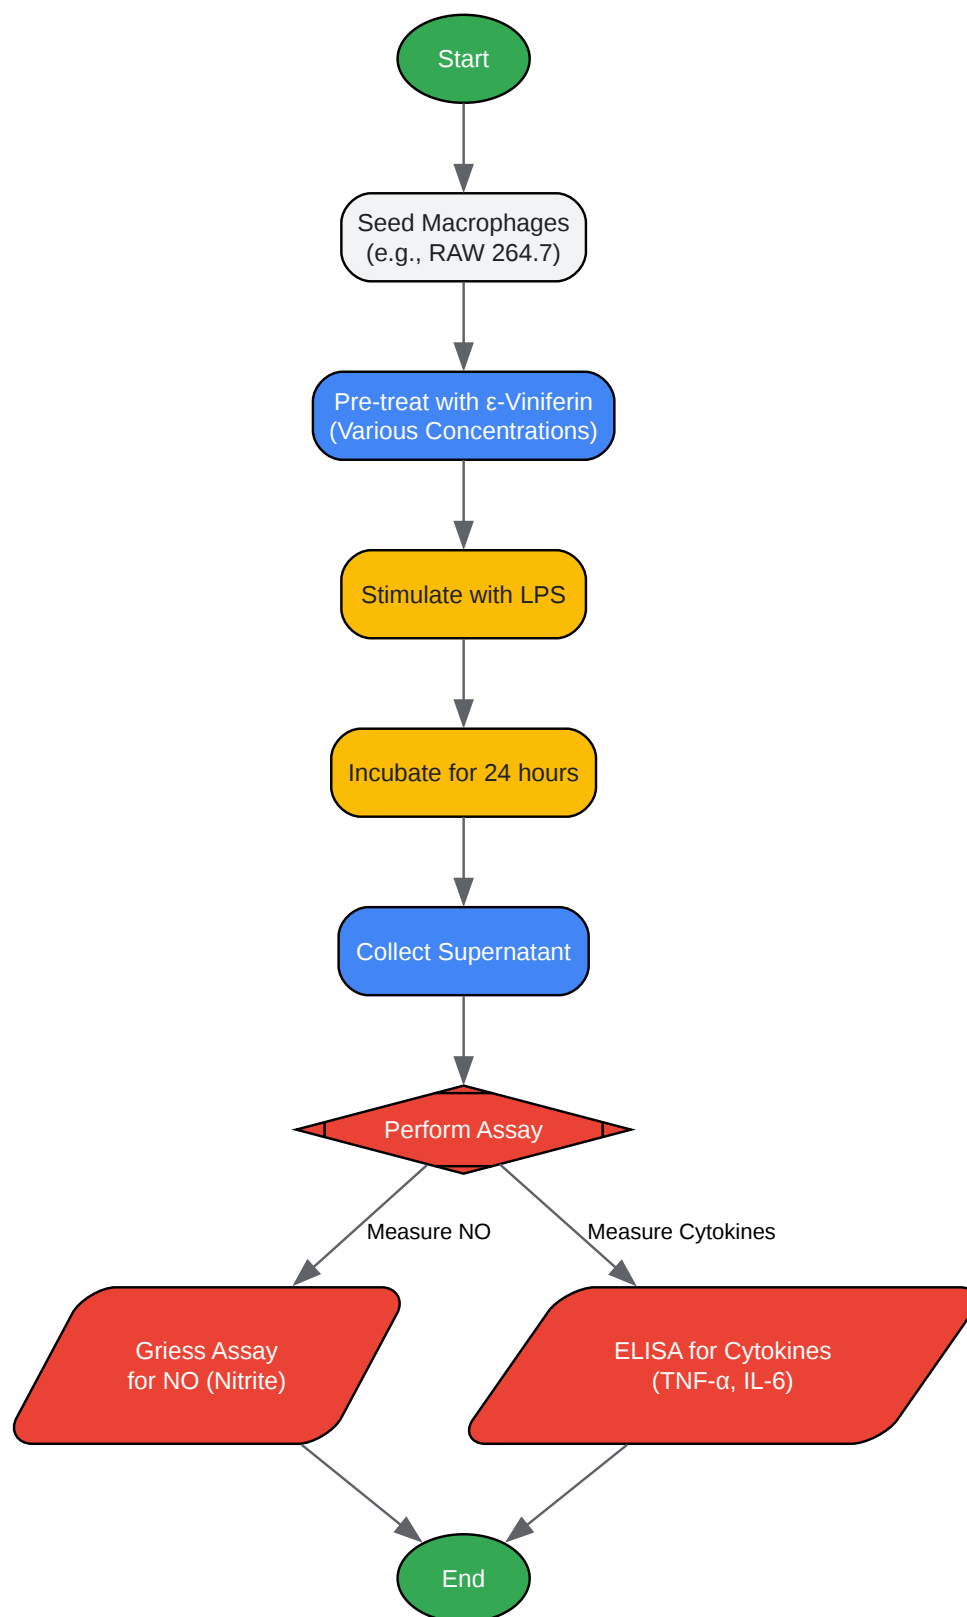 Start
Seed Macrophages
(e.g., RAW 264.7)
Pre-treat with ε-Viniferin
(Various Concentrations)
Stimulate with LPS
Incubate for 24 hours
Collect Supernatant
Perform Assay
Measure NO
Measure Cytokines
Griess Assay
for NO (Nitrite)
ELISA for Cytokines
(TNF-α, IL-6)
End